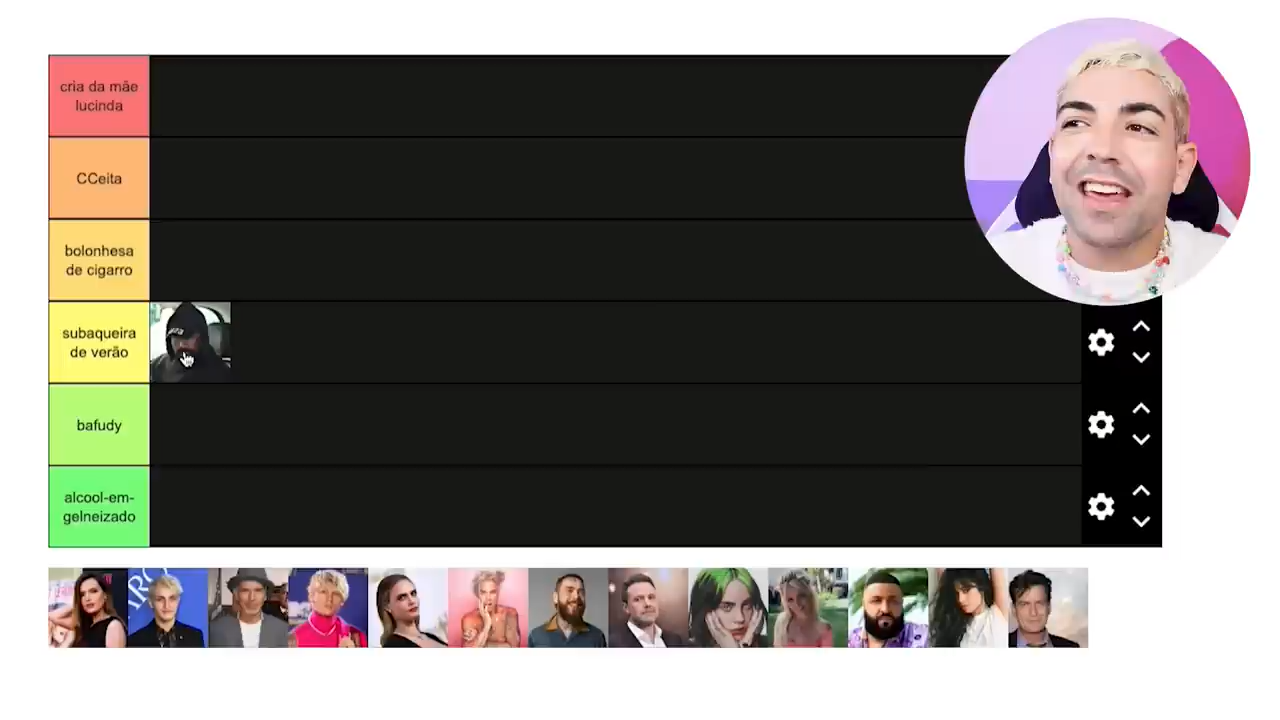 cria da mãe
lucinda
CCeita
bolonhesa
de cigarro
subaqueira
de verão
bafudy
alcool-em-
gelneizado